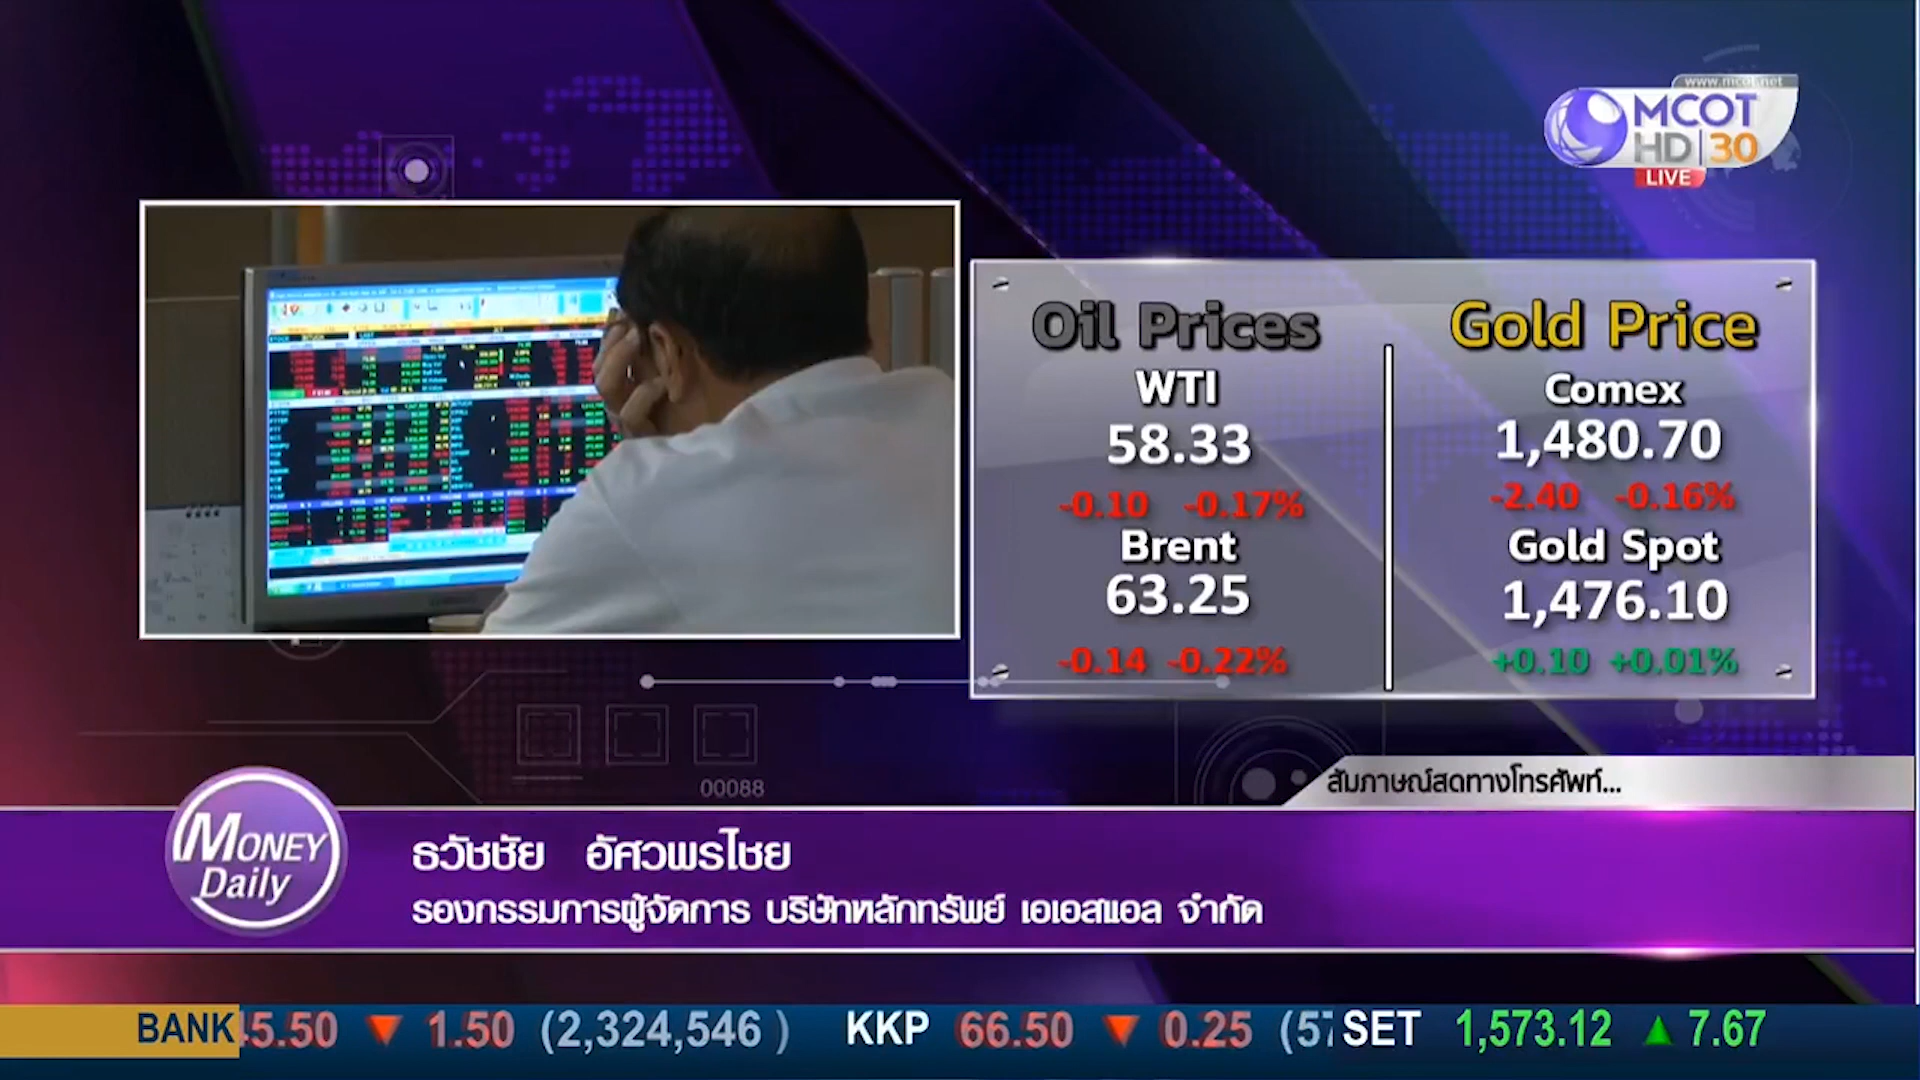 www.mcot.net
MCOT
HD 30
LIVE
Oil Prices
WTI
58.33
-0.10 -0.17%
Brent
63.25
-0.14 -0.22%
Gold Price
Comex
1,480.70
-2.40 -0.16%
Gold Spot
1,476.10
+0.10 +0.01%
00088
สัมภาษณ์สดทางโทรศัพท์...
MONEY
Daily
ธวัชชัย อัศวพรไชย
รองกรรมการผู้จัดการ บริษัทหลักทรัพย์ เอเอสแอล จำกัด
BANK 45.50 ▼ 1.50 (2,324,546 ) KKP 66.50 ▼ 0.25 (57 SET 1,573.12 ▲ 7.67